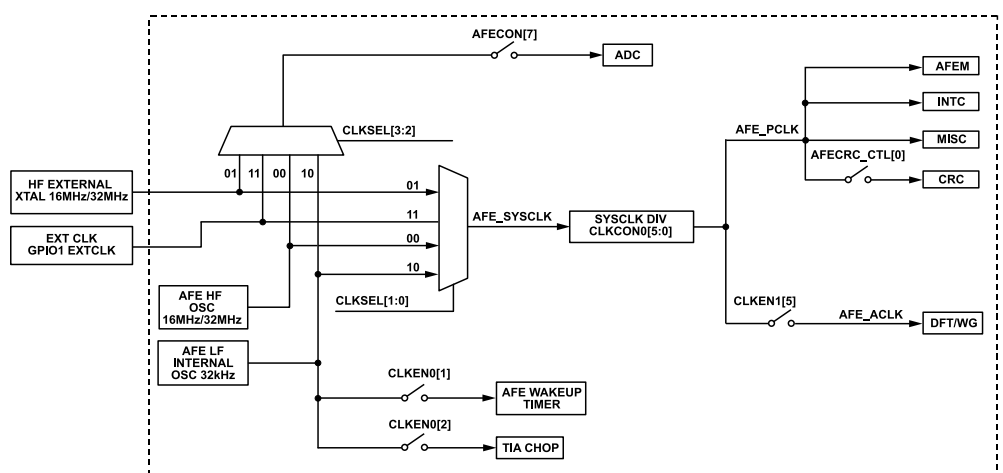 AFECON[7]
ADC
CLKSEL[3:2]
01 11 00 10
AFEM
INTC
AFE_PCLK
MISC
AFECRC_CTL[0]
CRC
HF EXTERNAL
XTAL 16MHz/32MHz
EXT CLK
GPIO1 EXTCLK
01
11
00
10
AFE_SYSCLK
SYSCLK DIV
CLKCON0[5:0]
CLKSEL[1:0]
AFE HF
OSC
16MHz/32MHz
AFE LF
INTERNAL
OSC 32kHz
CLKEN1[5]
AFE_ACLK
DFT/WG
CLKEN0[1]
AFE WAKEUP
TIMER
CLKEN0[2]
TIA CHOP